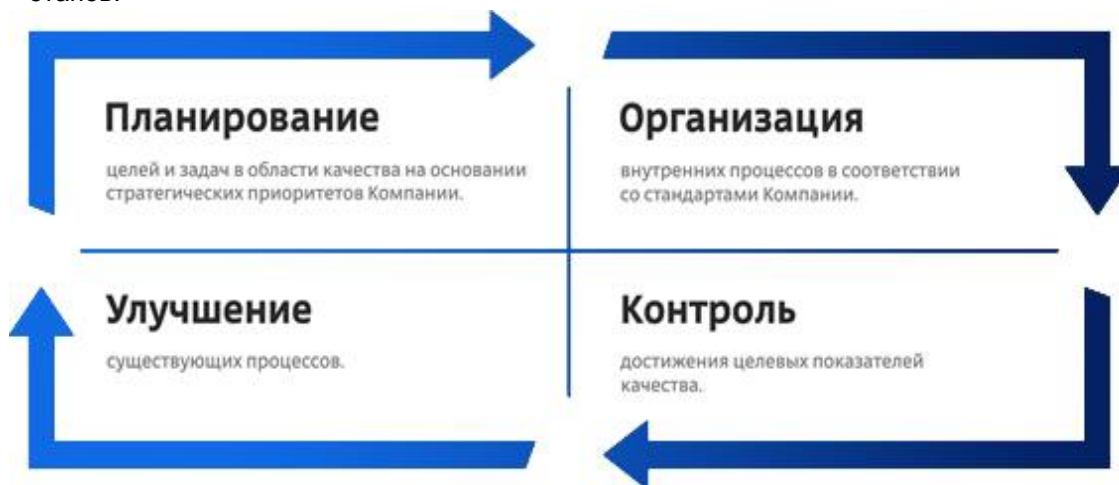 Планирование
целей и задач в области качества на основании
стратегических приоритетов Компании.
Организация
внутренних процессов в соответствии
со стандартами Компании.
Улучшение
существующих процессов.
Контроль
достижения целевых показателей
качества.